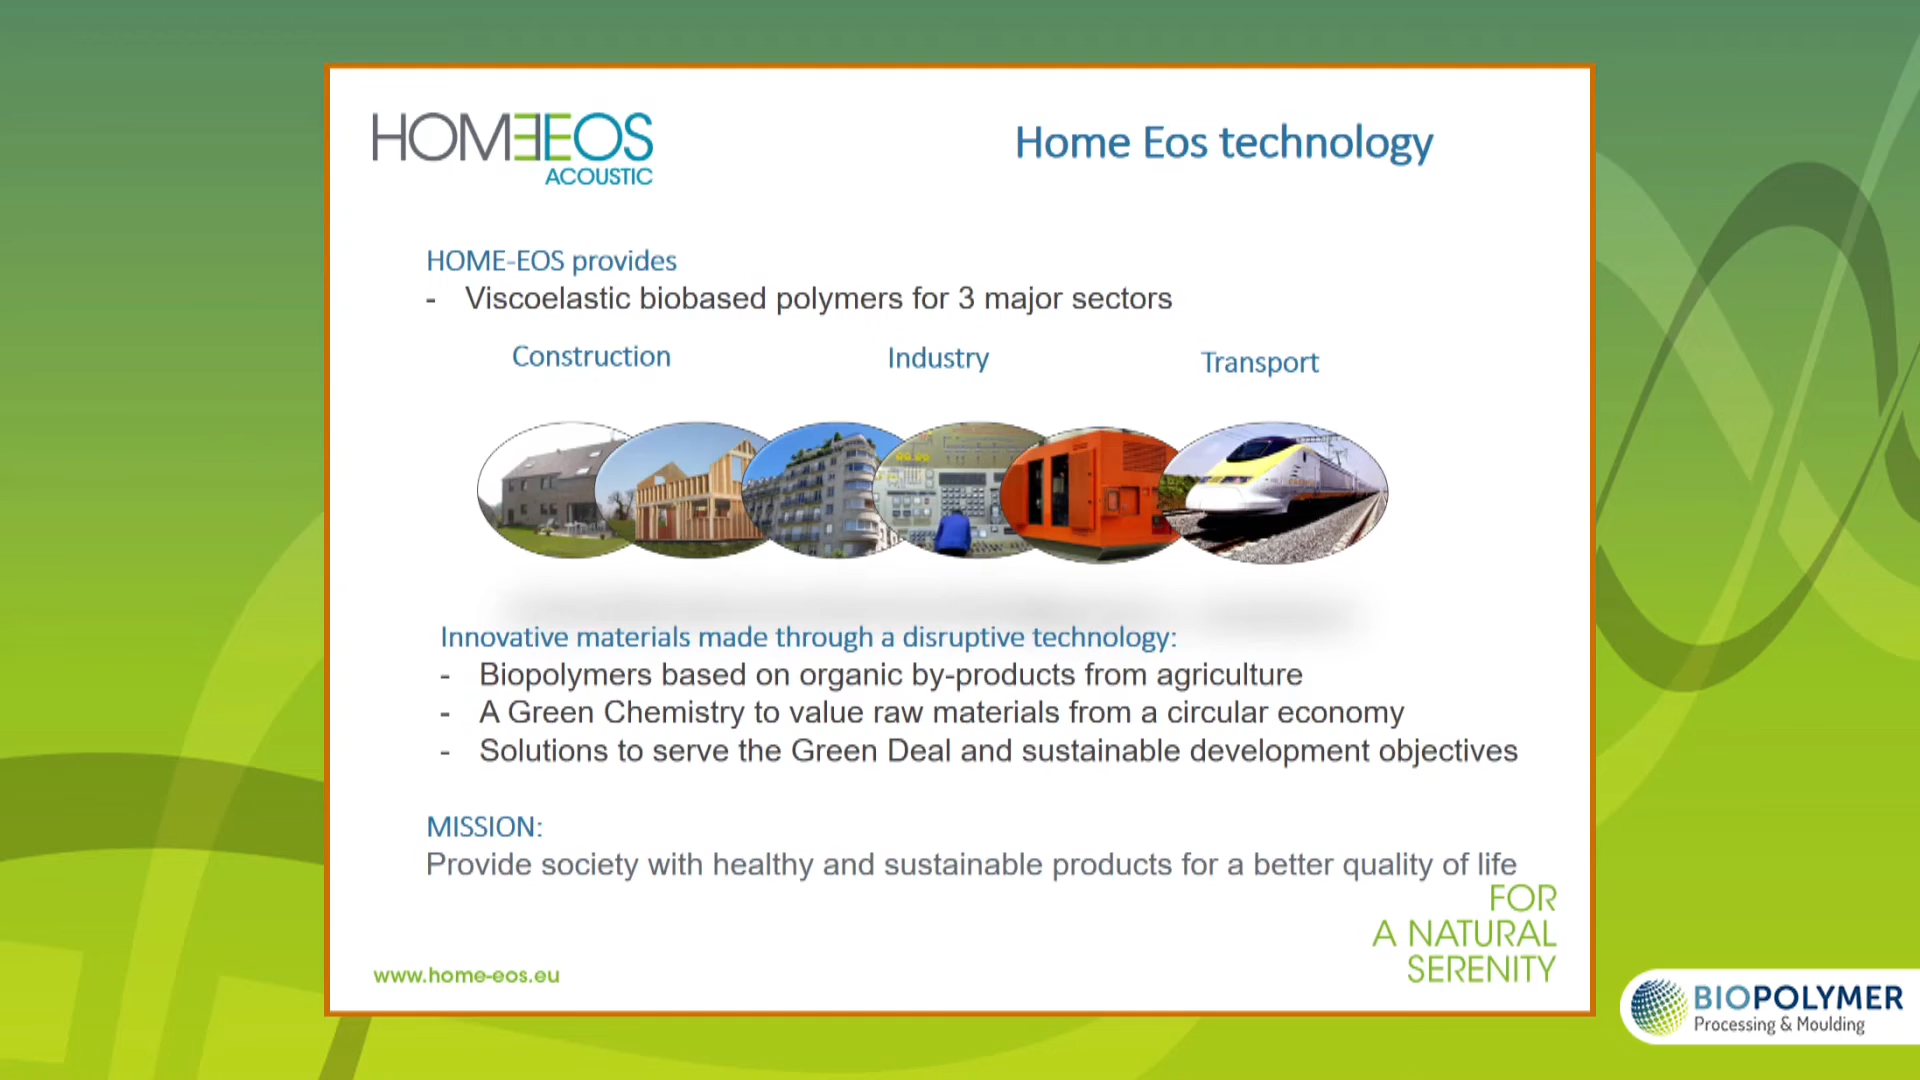 HOMEEOS
ACOUSTIC
Home Eos technology
HOME-EOS provides
- Viscoelastic biobased polymers for 3 major sectors
Construction
Industry
Transport
Innovative materials made through a disruptive technology:
- Biopolymers based on organic by-products from agriculture
- A Green Chemistry to value raw materials from a circular economy
- Solutions to serve the Green Deal and sustainable development objectives
MISSION:
Provide society with healthy and sustainable products for a better quality of life
FOR
A NATURAL
SERENITY
www.home-eos.eu
BIOPOLYMER
Processing & Moulding